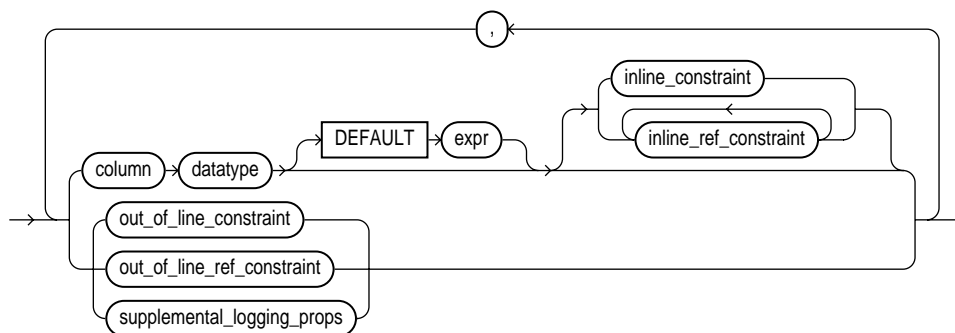 ,
inline_constraint
DEFAULT expr inline_ref_constraint
column datatype
out_of_line_constraint
out_of_line_ref_constraint
supplemental_logging_props